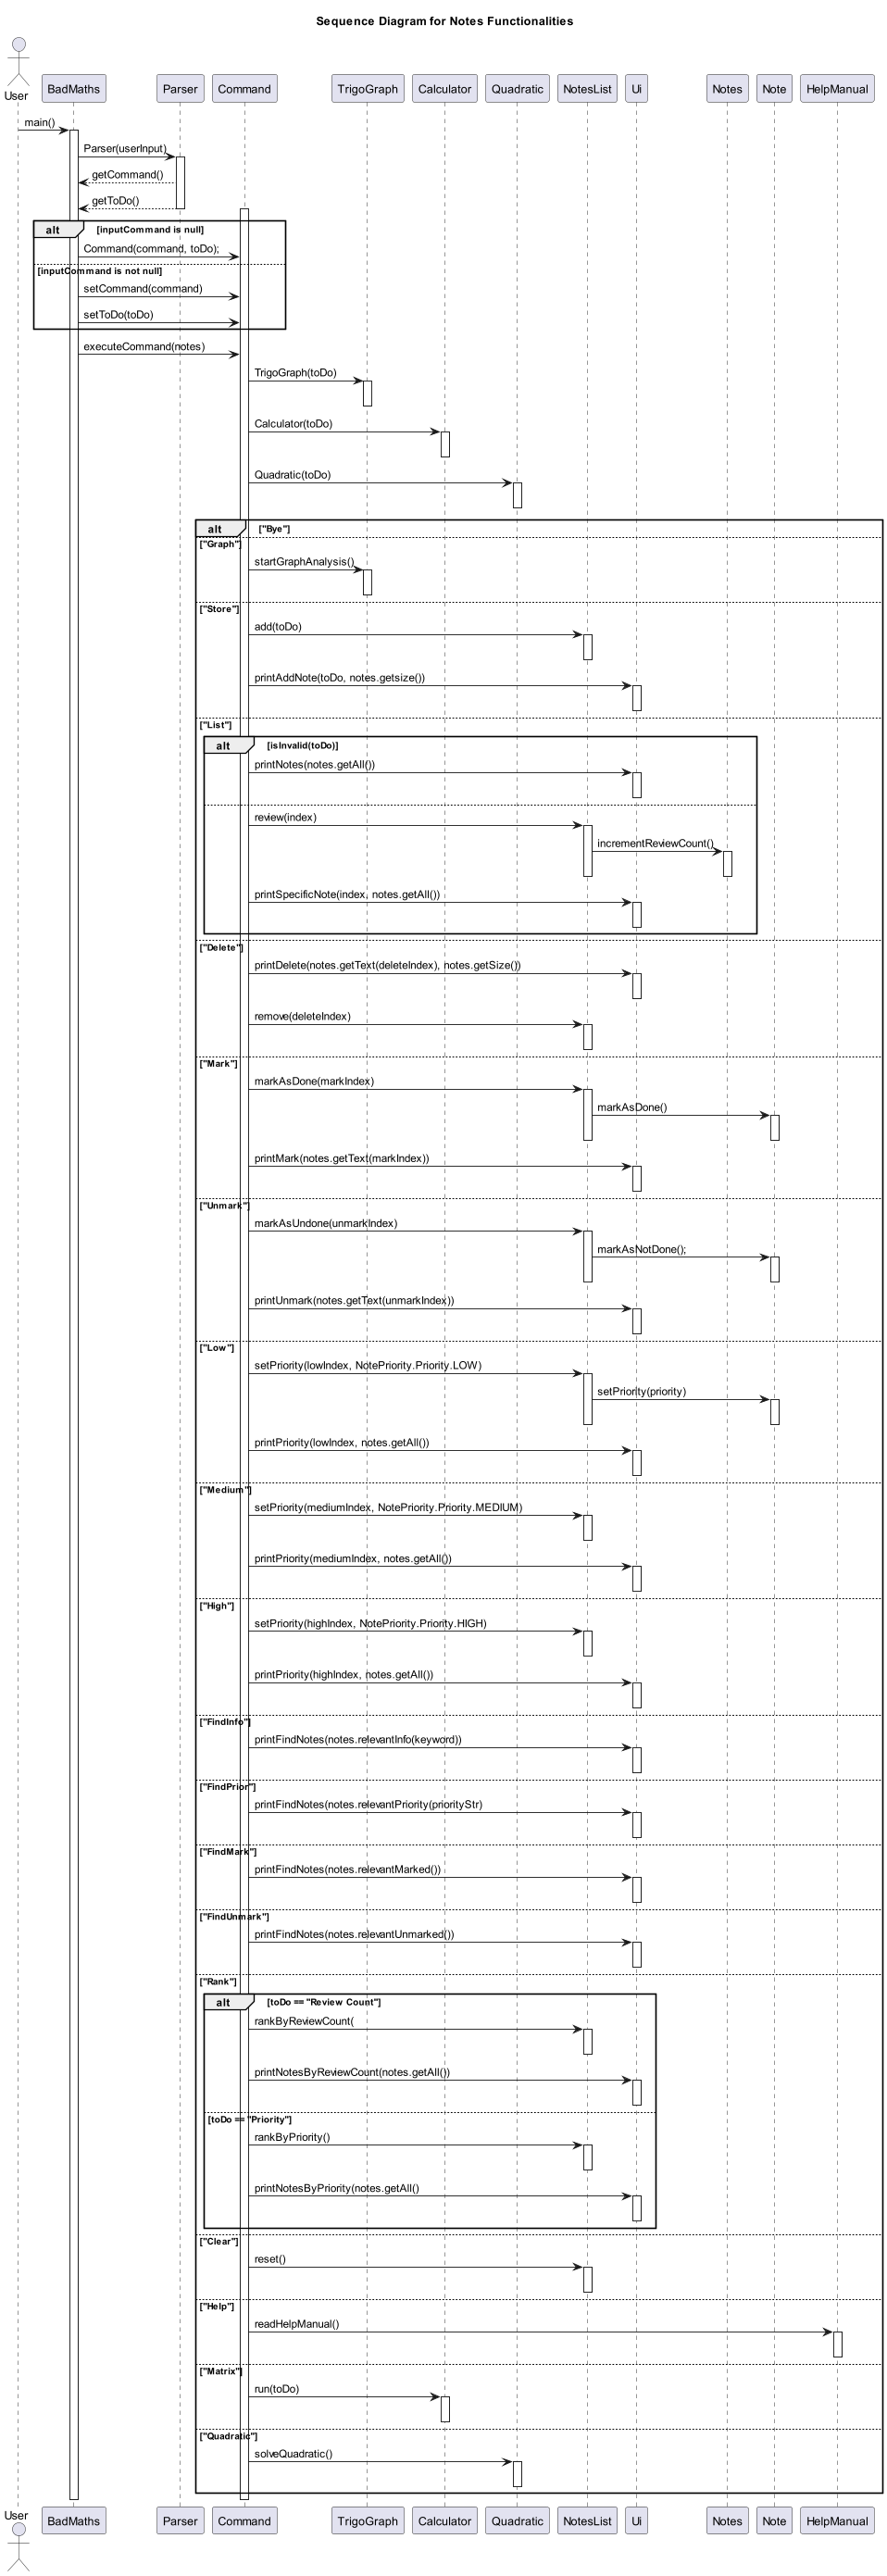 Sequence Diagram for Notes Functionalities
User
BadMaths
Parser
Command
TrigoGraph
Calculator
Quadratic
NotesList
Ui
Notes
Note
HelpManual
main()
Parser(userInput)
getCommand()
getToDo()
alt [inputCommand is null]
Command(command, toDo);
[inputCommand is not null]
setCommand(command)
setToDo(toDo)
executeCommand(notes)
TrigoGraph(toDo)
Calculator(toDo)
Quadratic(toDo)
alt ["Bye"]
["Graph"]
startGraphAnalysis()
["Store"]
add(toDo)
printAddNote(toDo, notes.getsize())
["List"]
alt [isInvalid(toDo)]
printNotes(notes.getAll())
review(index)
incrementReviewCount()
printSpecificNote(index, notes.getAll())
["Delete"]
printDelete(notes.getText(deleteIndex), notes.getSize())
remove(deleteIndex)
["Mark"]
markAsDone(markIndex)
markAsDone()
printMark(notes.getText(markIndex))
["Unmark"]
markAsUndone(unmarkIndex)
markAsNotDone();
printUnmark(notes.getText(unmarkIndex))
["Low"]
setPriority(lowIndex, NotePriority.Priority.LOW)
setPriority(priority)
printPriority(lowIndex, notes.getAll())
["Medium"]
setPriority(mediumIndex, NotePriority.Priority.MEDIUM)
printPriority(mediumIndex, notes.getAll())
["High"]
setPriority(highIndex, NotePriority.Priority.HIGH)
printPriority(highIndex, notes.getAll())
["FindInfo"]
printFindNotes(notes.relevantInfo(keyword))
["FindPrior"]
printFindNotes(notes.relevantPriority(priorityStr)
["FindMark"]
printFindNotes(notes.relevantMarked())
["FindUnmark"]
printFindNotes(notes.relevantUnmarked())
["Rank"]
alt [toDo == "Review Count"]
rankByReviewCount(
printNotesByReviewCount(notes.getAll())
[toDo == "Priority"]
rankByPriority()
printNotesByPriority(notes.getAll()
["Clear"]
reset()
["Help"]
readHelpManual()
["Matrix"]
run(toDo)
["Quadratic"]
solveQuadratic()
User
BadMaths
Parser
Command
TrigoGraph
Calculator
Quadratic
NotesList
Ui
Notes
Note
HelpManual